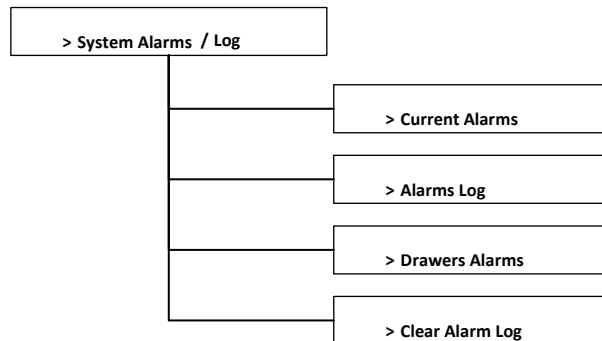 > System Alarms / Log
> Current Alarms
> Alarms Log
> Drawers Alarms
> Clear Alarm Log